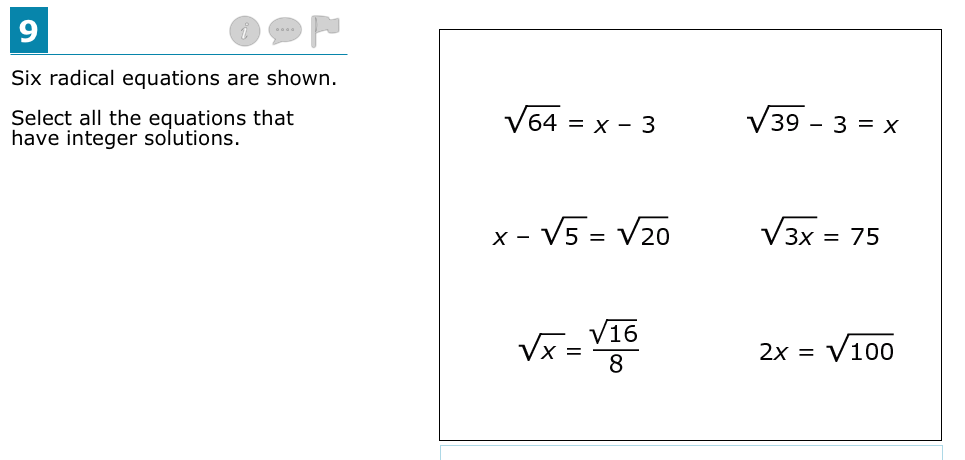 9
Six radical equations are shown.
Select all the equations that
have integer solutions.
√64 = x – 3
√39 – 3 = x
x – √5 = √20
√3x = 75
√x = √16/8
2x = √100